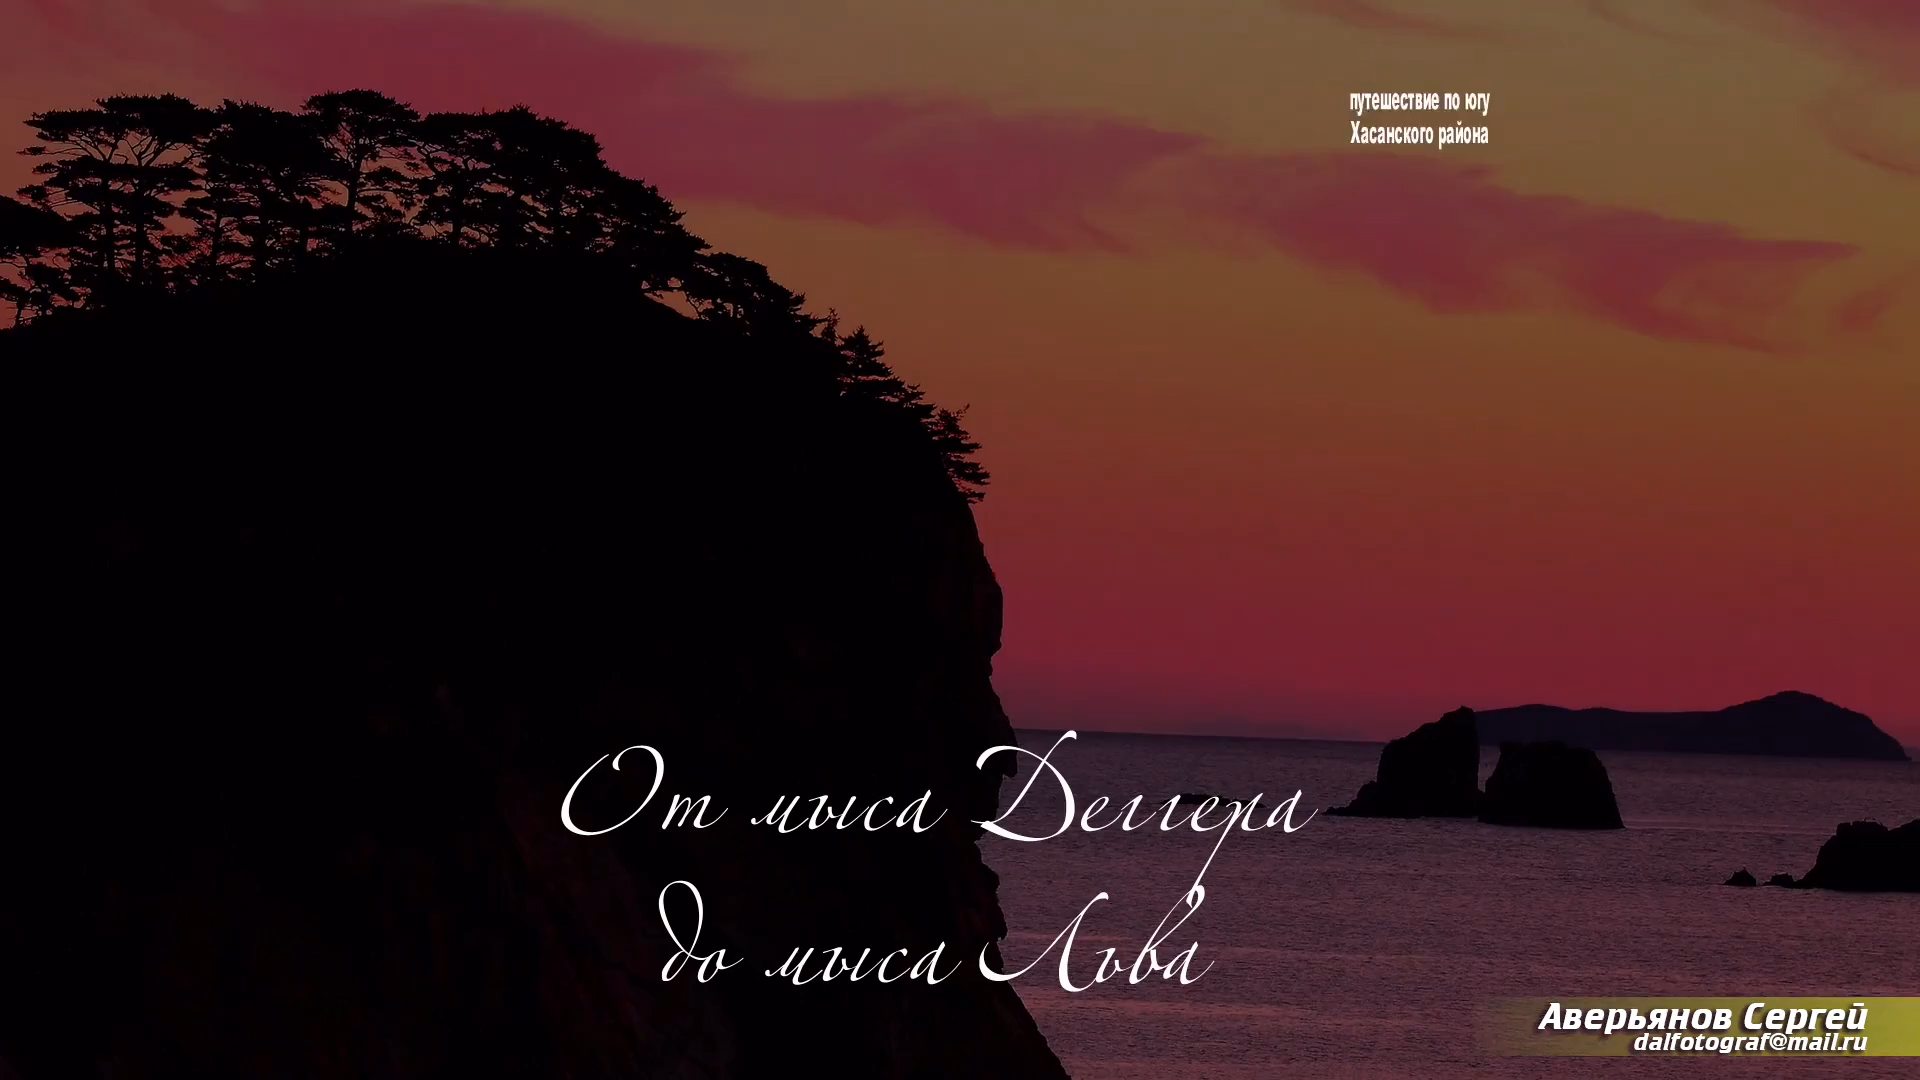 путешествие по югу
Хасанского района
От мыса Деггера
до мыса Льва
Аверьянов Сергей
dalfotograf@mail.ru